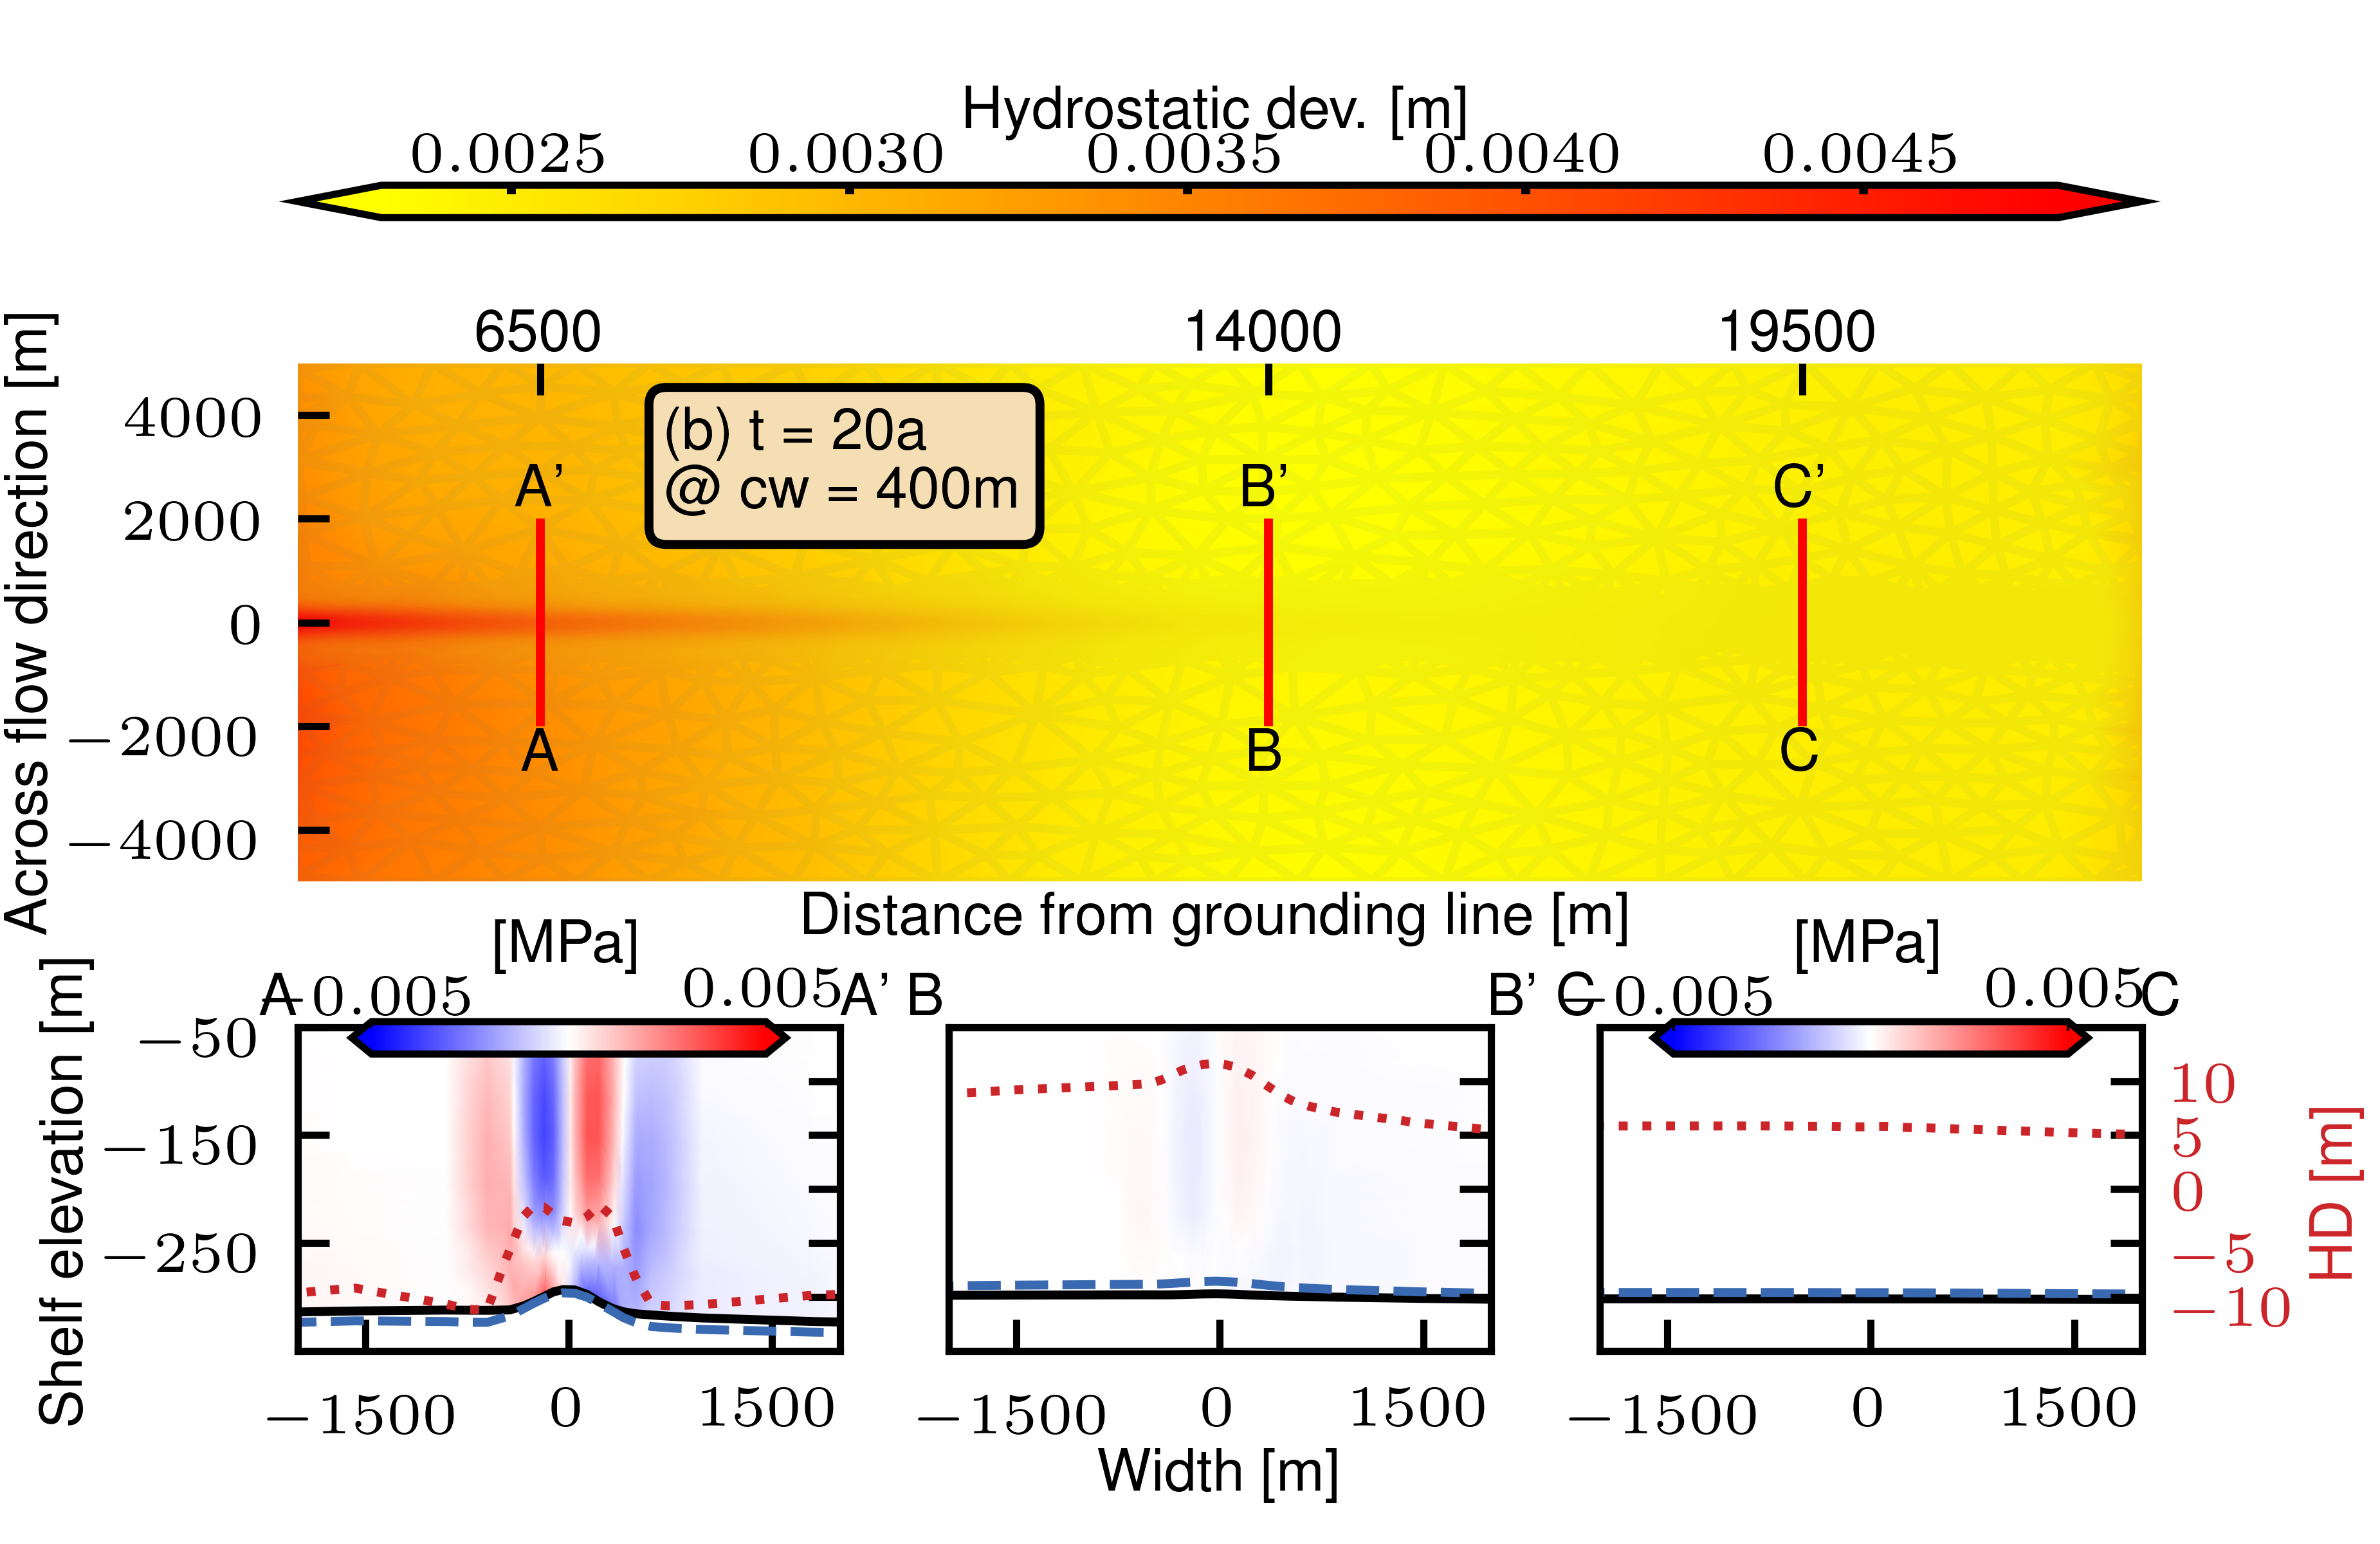 Hydrostatic dev. [m]
0.0025 0.0030 0.0035 0.0040 0.0045
6500 14000 19500
Across flow direction [m]
4000
2000
0
−2000
−4000
(b) t = 20a
@ cw = 400m
A' B' C'
A B C
Distance from grounding line [m]
[MPa] [MPa]
A −0.005 0.005 A' B B' C −0.005 0.005 C
Shelf elevation [m]
−50
−150
−250
10
5
0
−5
−10
HD [m]
−1500 0 1500 −1500 0 1500 −1500 0 1500
Width [m]